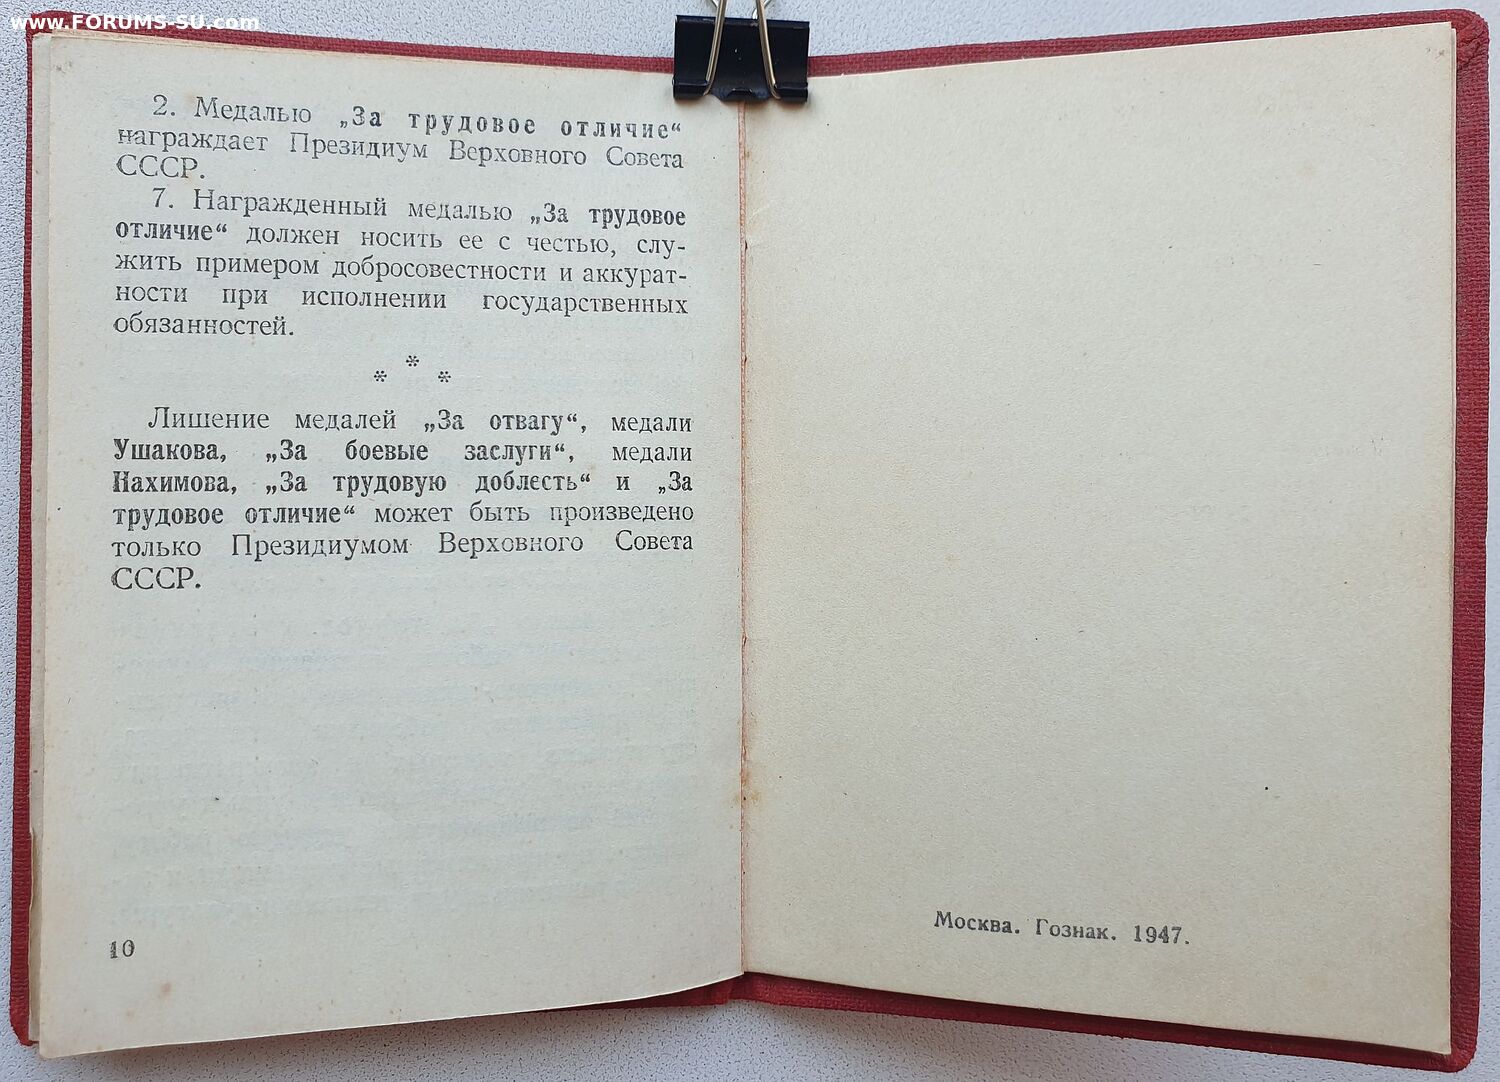 www.FORUMS-SU.com
2. Медалью „За трудовое отличие“
награждает Президиум Верховного Совета
СССР.
7. Награжденный медалью „За трудовое
отличие“ должен носить ее с честью, слу-
жить примером добросовестности и аккурат-
ности при исполнении государственных
обязанностей.
* * *
Лишение медалей „За отвагу“, медали
Ушакова, „За боевые заслуги“, медали
Нахимова, „За трудовую доблесть“ и „За
трудовое отличие“ может быть произведено
только Президиумом Верховного Совета
СССР.
10
Москва. Гознак. 1947.